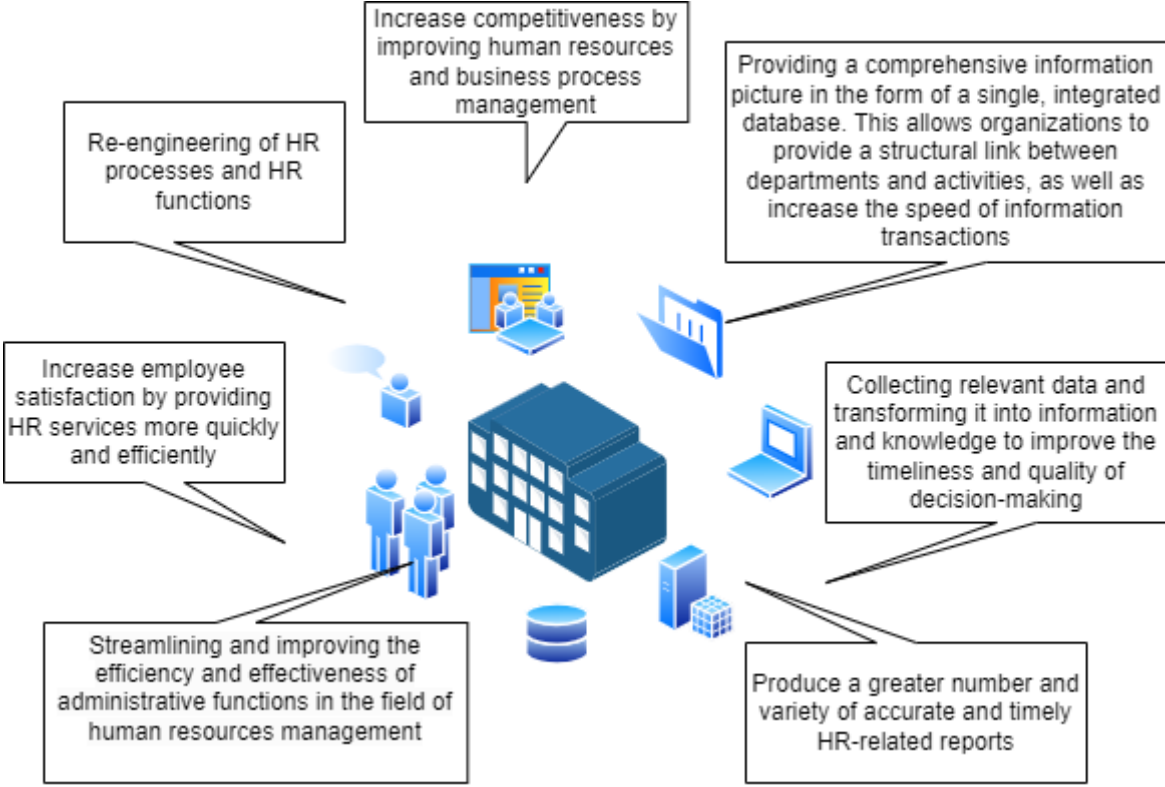 Increase competitiveness by
improving human resources
and business process
management
Providing a comprehensive information
picture in the form of a single, integrated
database. This allows organizations to
provide a structural link between
departments and activities, as well as
increase the speed of information
transactions
Re-engineering of HR
processes and HR
functions
Increase employee
satisfaction by providing
HR services more quickly
and efficiently
Collecting relevant data and
transforming it into information
and knowledge to improve the
timeliness and quality of
decision-making
Streamlining and improving the
efficiency and effectiveness of
administrative functions in the field of
human resources management
Produce a greater number and
variety of accurate and timely
HR-related reports